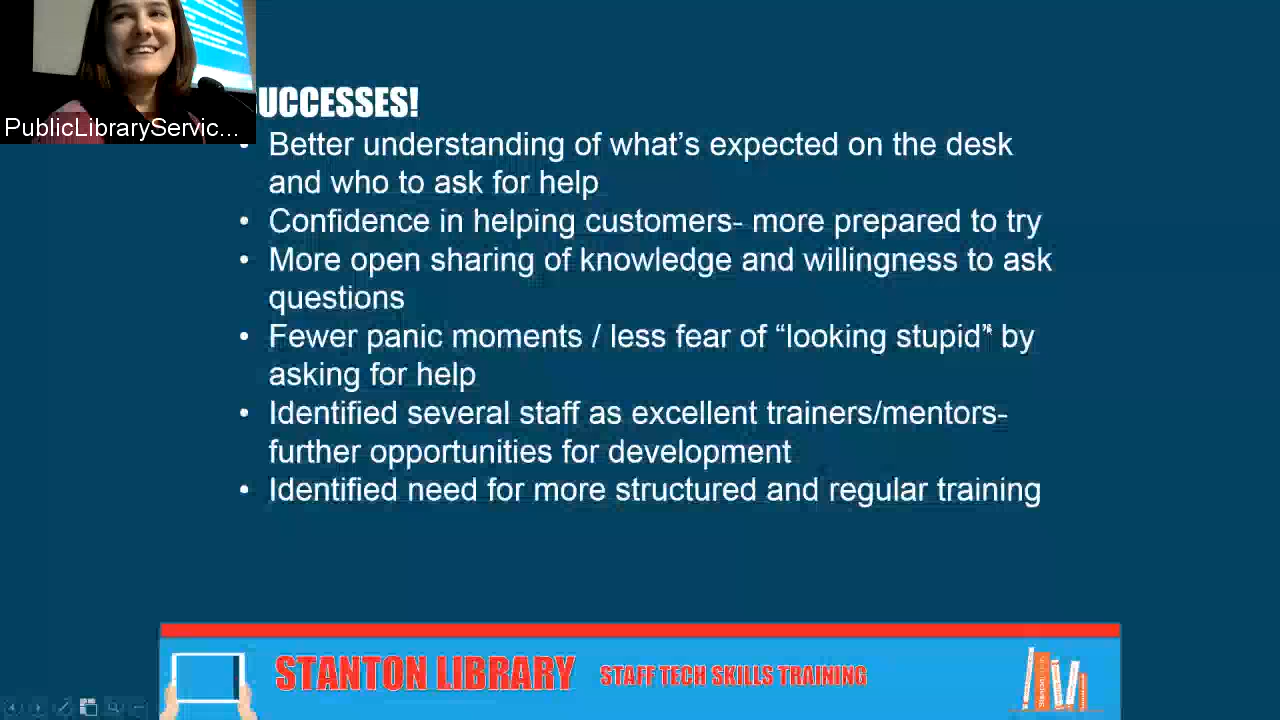 UCCESSES!
PublicLibraryServic...
• Better understanding of what's expected on the desk
and who to ask for help
• Confidence in helping customers- more prepared to try
• More open sharing of knowledge and willingness to ask
questions
• Fewer panic moments / less fear of “looking stupid” by
asking for help
• Identified several staff as excellent trainers/mentors-
further opportunities for development
• Identified need for more structured and regular training
STANTON LIBRARY STAFF TECH SKILLS TRAINING